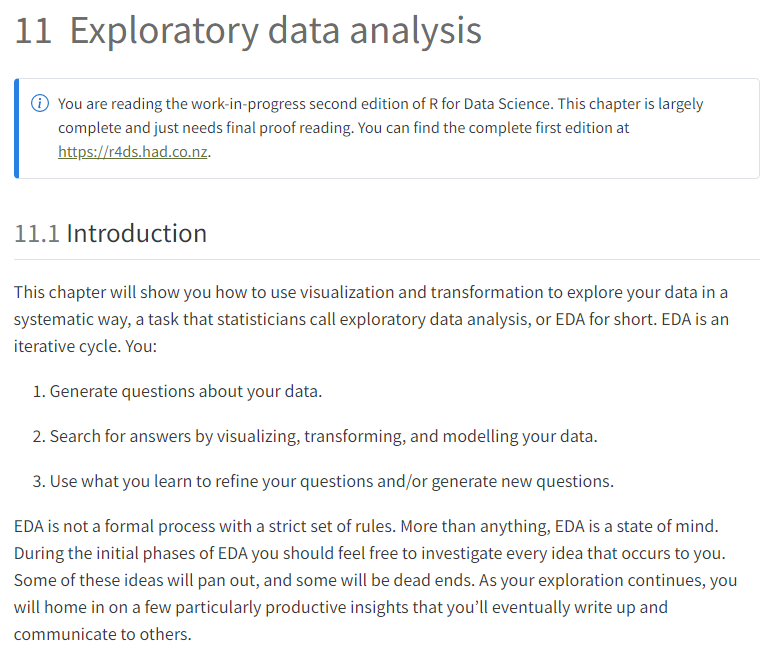 11 Exploratory data analysis
You are reading the work-in-progress second edition of R for Data Science. This chapter is largely
complete and just needs final proof reading. You can find the complete first edition at
https://r4ds.had.co.nz.
11.1 Introduction
This chapter will show you how to use visualization and transformation to explore your data in a
systematic way, a task that statisticians call exploratory data analysis, or EDA for short. EDA is an
iterative cycle. You:
1. Generate questions about your data.
2. Search for answers by visualizing, transforming, and modelling your data.
3. Use what you learn to refine your questions and/or generate new questions.
EDA is not a formal process with a strict set of rules. More than anything, EDA is a state of mind.
During the initial phases of EDA you should feel free to investigate every idea that occurs to you.
Some of these ideas will pan out, and some will be dead ends. As your exploration continues, you
will home in on a few particularly productive insights that you’ll eventually write up and
communicate to others.